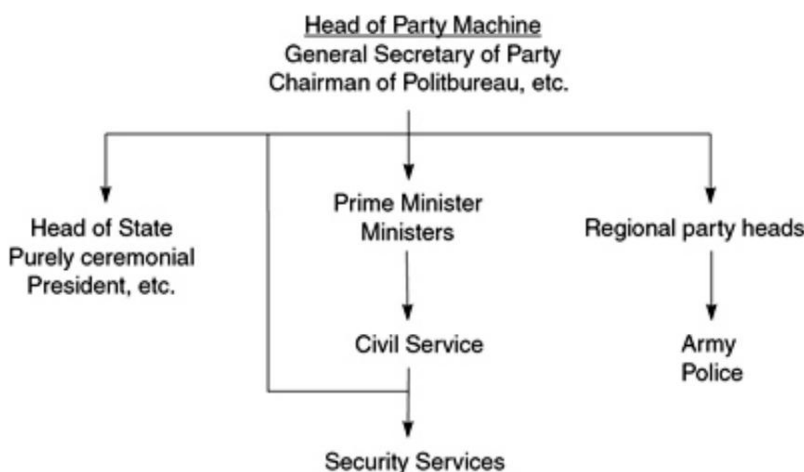 Head of Party Machine
General Secretary of Party
Chairman of Politbureau, etc.
Head of State
Purely ceremonial
President, etc.
Prime Minister
Ministers
Regional party heads
Civil Service
Army
Police
Security Services